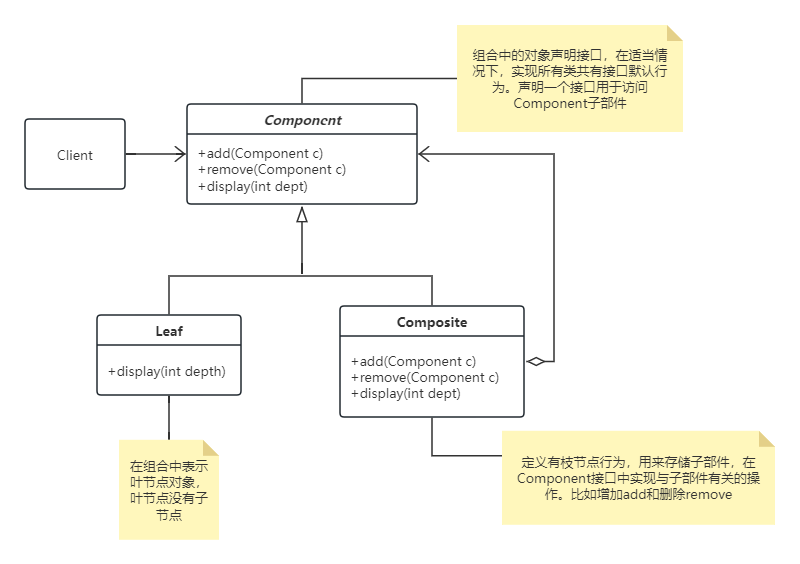 组合中的对象声明接口，在适当情
况下，实现所有类共有接口默认行
为。声明一个接口用于访问
Component子部件
Component
Client
+add(Component c)
+remove(Component c)
+display(int dept)
Leaf
+display(int depth)
Composite
+add(Component c)
+remove(Component c)
+display(int dept)
在组合中表示
叶节点对象，
叶节点没有子
节点
定义有枝节点行为，用来存储子部件，在
Component接口中实现与子部件有关的操
作。比如增加add和删除remove